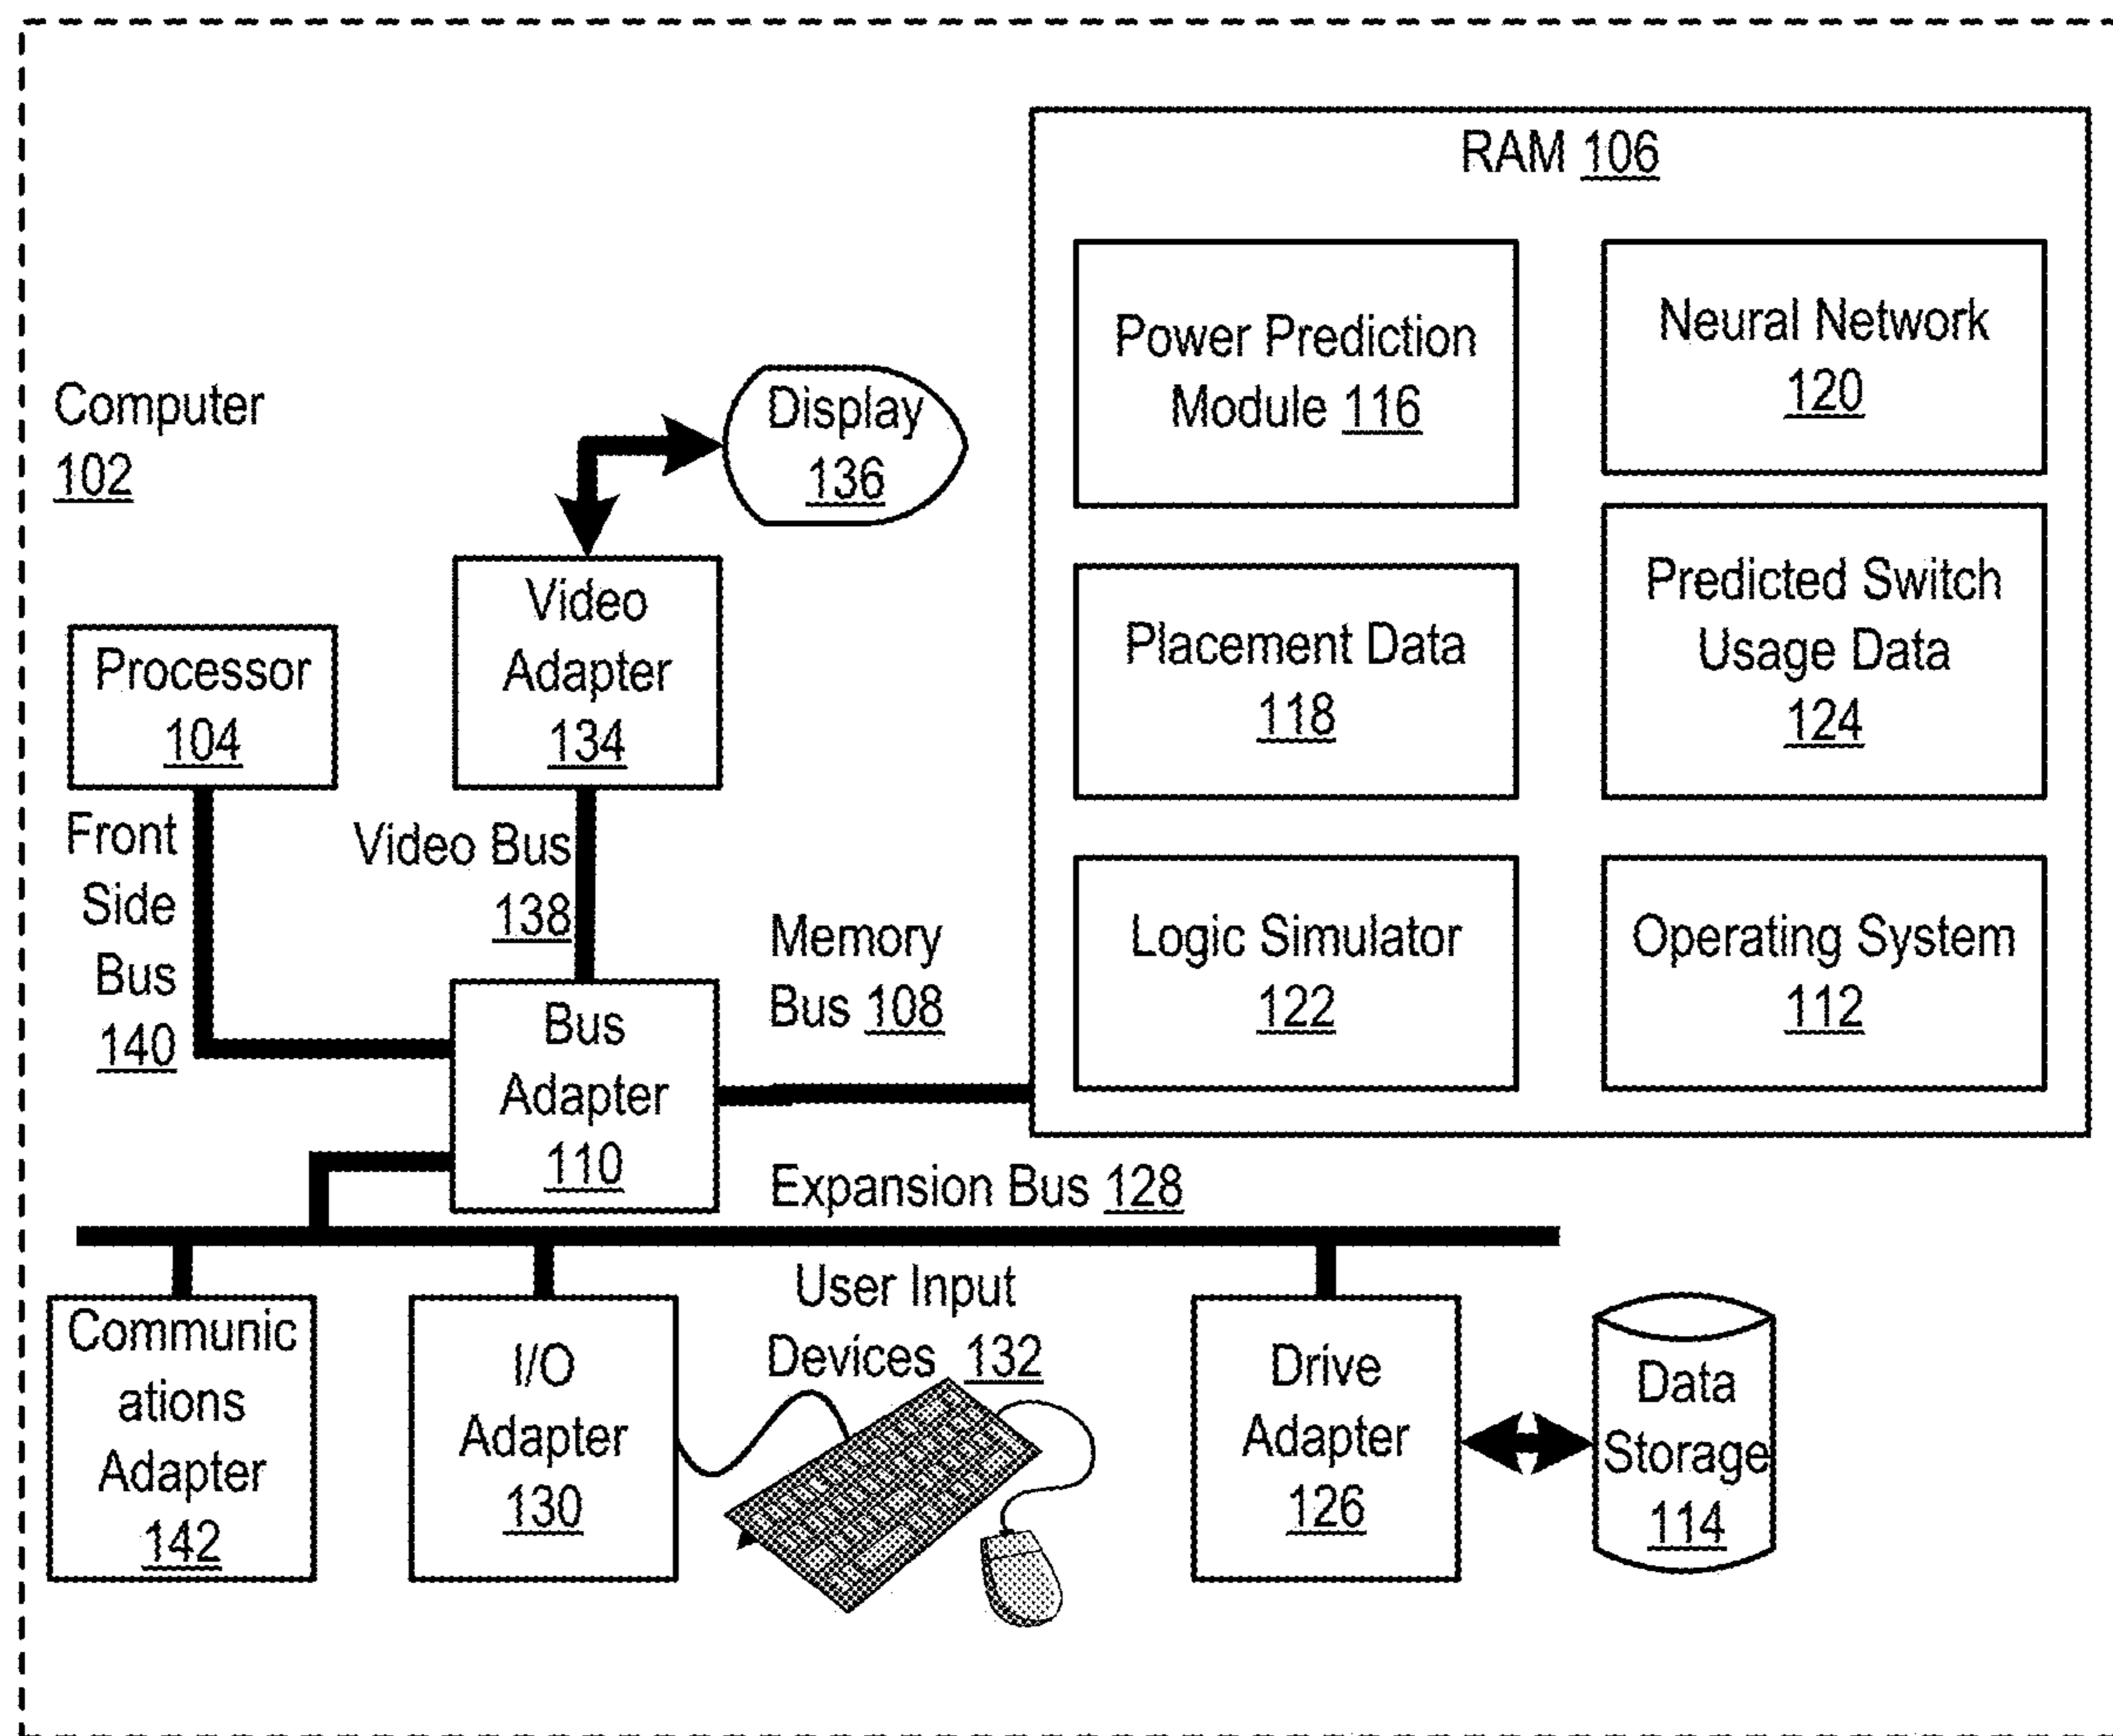 RAM 106
Power Prediction
Module 116
Neural Network
120
Computer
102
Display
136
Placement Data
118
Predicted Switch
Usage Data
124
Video
Adapter
134
Processor
104
Front
Side
Bus
140
Video Bus
138
Memory
Bus 108
Logic Simulator
122
Operating System
112
Bus
Adapter
110
Expansion Bus 128
Communic
ations
Adapter
142
I/O
Adapter
130
User Input
Devices 132
Drive
Adapter
126
Data
Storage
114